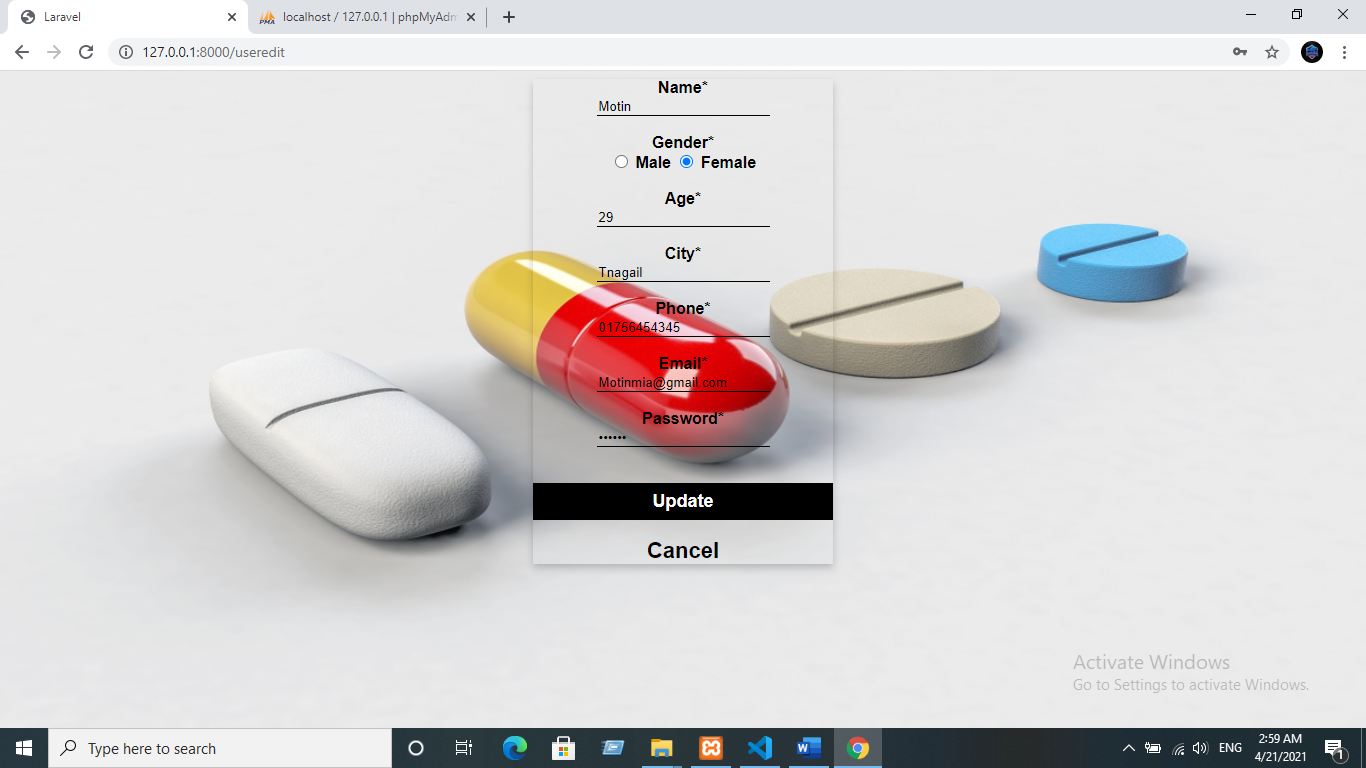 Laravel
localhost / 127.0.0.1 | phpMyAdm
127.0.0.1:8000/useredit
Name*
Motin
Gender*
Male Female
Age*
29
City*
Tnagail
Phone*
01756454345
Email*
Motinmia@gmail.com
Password*
••••••
Update
Cancel
Activate Windows
Go to Settings to activate Windows.
Type here to search
ENG
2:59 AM
4/21/2021
1